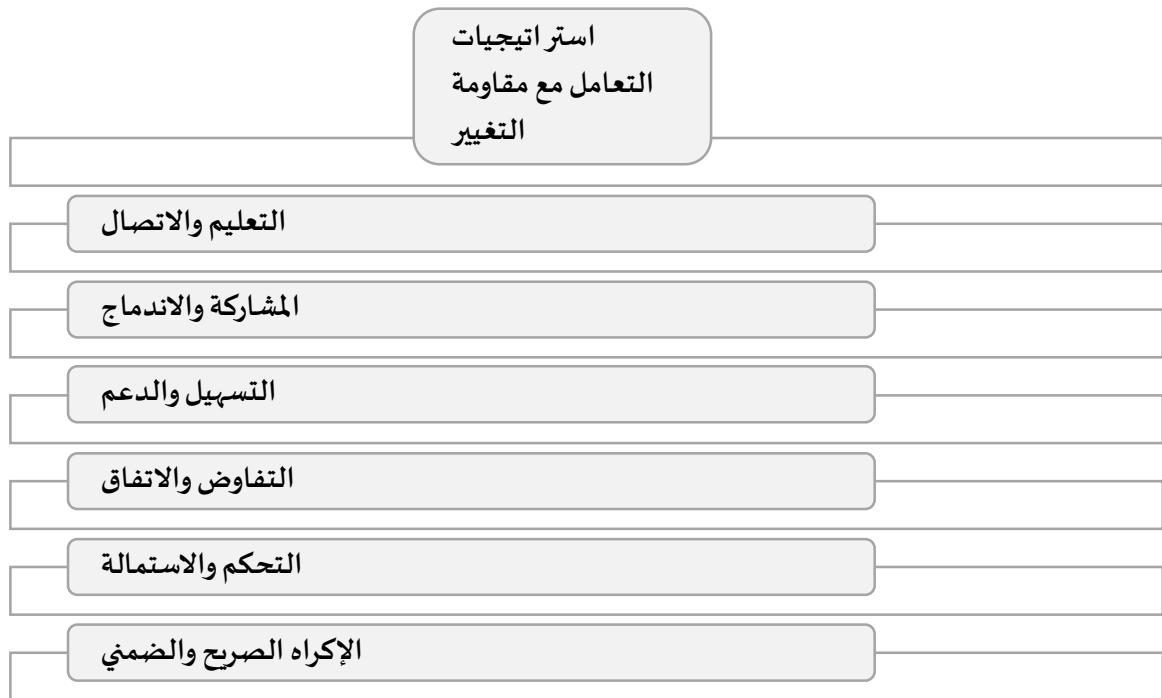 استراتيجيات
التعامل مع مقاومة
التغيير
التعليم والاتصال
المشاركة والاندماج
التسهيل والدعم
التفاوض والاتفاق
التحكم والاستمالة
الإكراه الصريح والضمني